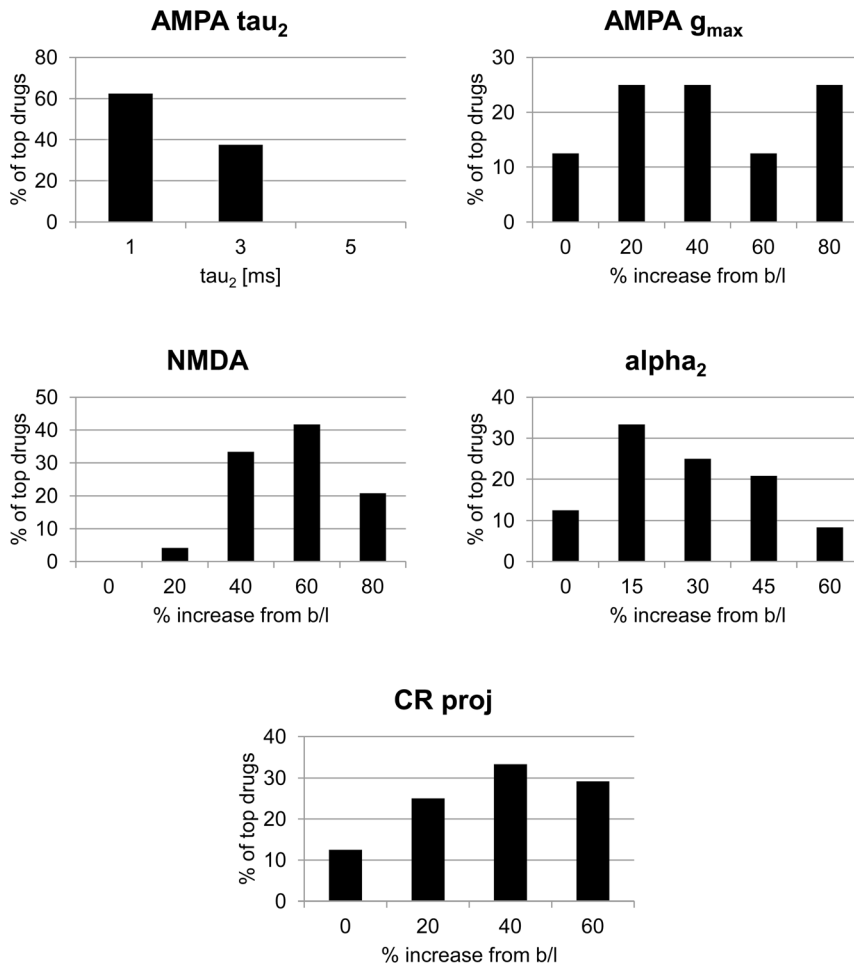 AMPA tau₂
% of top drugs
80
60
40
20
0
1 3 5
tau₂ [ms]
AMPA gₘₐₓ
% of top drugs
30
20
10
0
0 20 40 60 80
% increase from b/l
NMDA
% of top drugs
50
40
30
20
10
0
0 20 40 60 80
% increase from b/l
alpha₂
% of top drugs
40
30
20
10
0
0 15 30 45 60
% increase from b/l
CR proj
% of top drugs
40
30
20
10
0
0 20 40 60
% increase from b/l